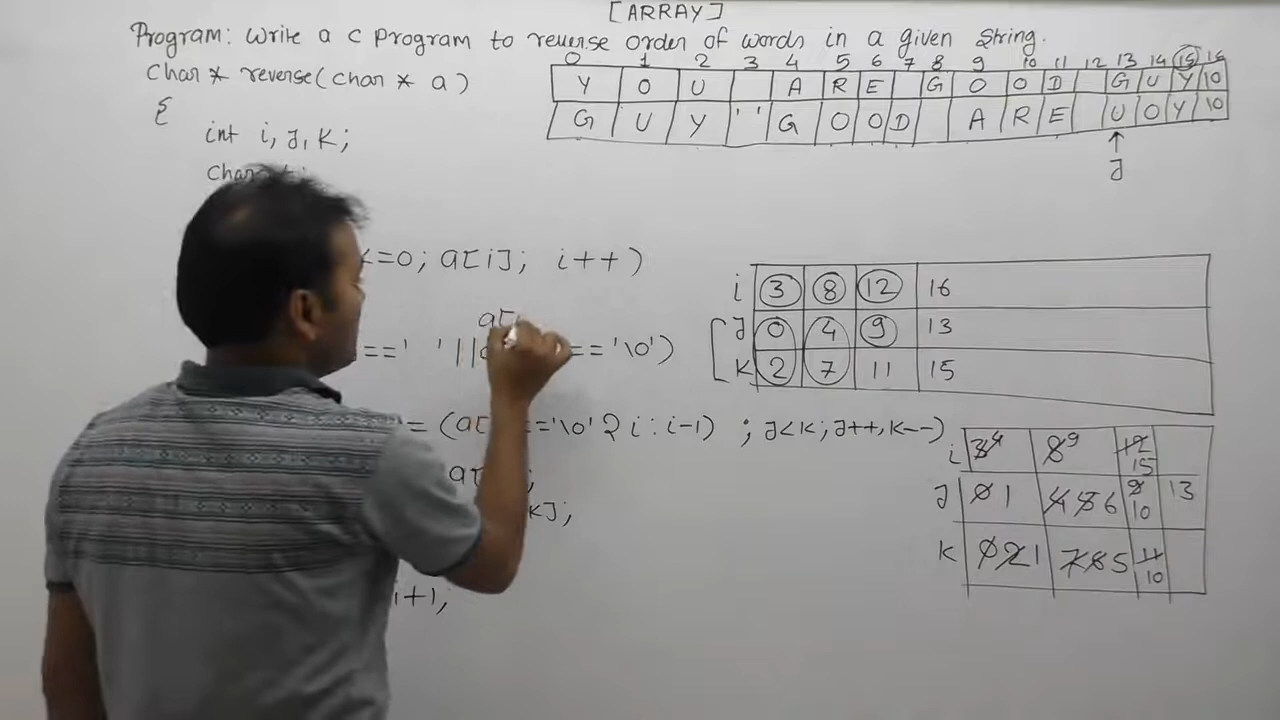 [ARRAY]
Program: Write a c program to reverse order of words in a given string.
Char* reverse(char * a)
0 1 2 3 4 5 6 7 8 9 10 11 12 13 14 15 16
Y O U A R E G O O D G U Y \0
{
G U Y ' ' G O O D A R E U O Y \0
int i, J, K;
J
=0; a[i]; i++)
i 3 8 12 16
a[
J 0 4 9 13
==' ' || =='\0')
K 2 7 11 15
= (a[ =='\0' ? i : i-1) ; J<K; J++, K--)
i 3 4 8 9 12 15
a[ ;
J 0 1 4 5 6 9 10 13
K];
K 0 2 1 7 6 5 11 10
i+1;